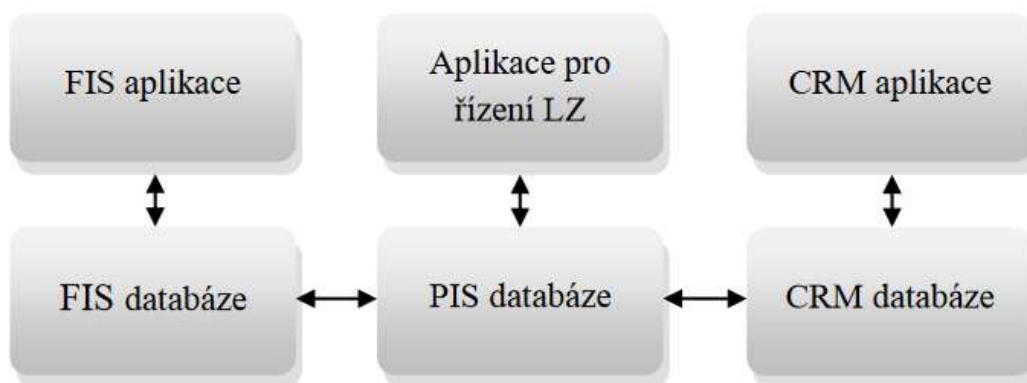 FIS aplikace
Aplikace pro
řízení LZ
CRM aplikace
FIS databáze
PIS databáze
CRM databáze